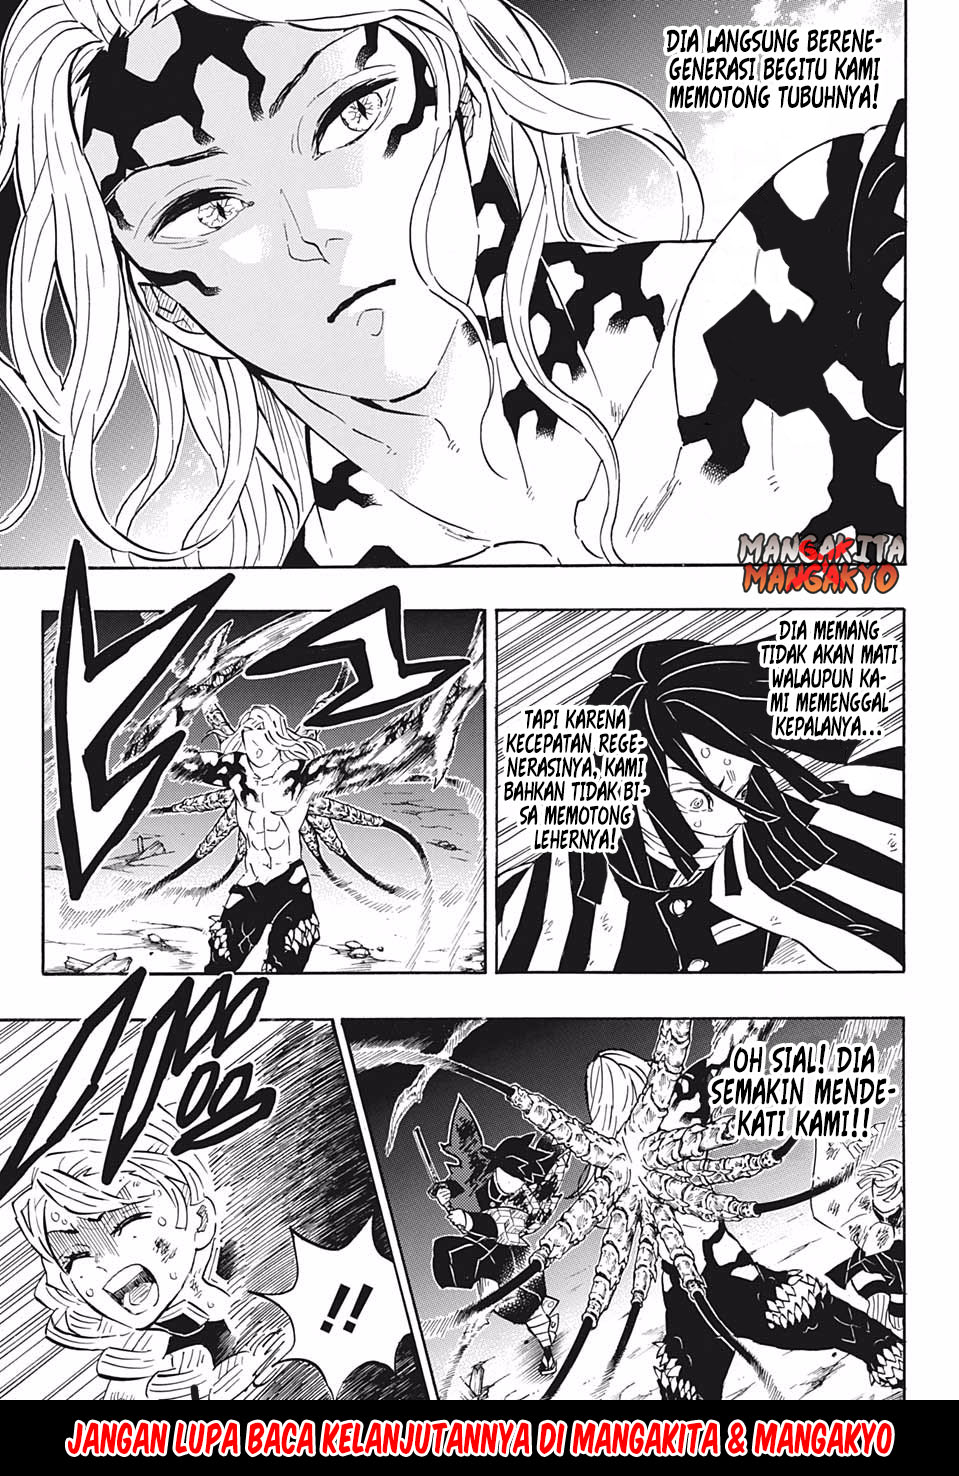 DIA LANGSUNG BERENE-
GENERASI BEGITU KAMI
MEMOTONG TUBUHNYA!
MANGAKITA
MANGAKYO
DIA MEMANG
TIDAK AKAN MATI
WALAUPUN KA-
MI MEMENGGAL
KEPALANYA...
TAPI KARENA
KECEPATAN REGE-
NERASINYA, KAMI
BAHKAN TIDAK BI-
SA MEMOTONG
LEHERNYA!
OH SIAL! DIA
SEMAKIN MENDE-
KATI KAMI!!
!!
JANGAN LUPA BACA KELANJUTANNYA DI MANGAKITA & MANGAKYO